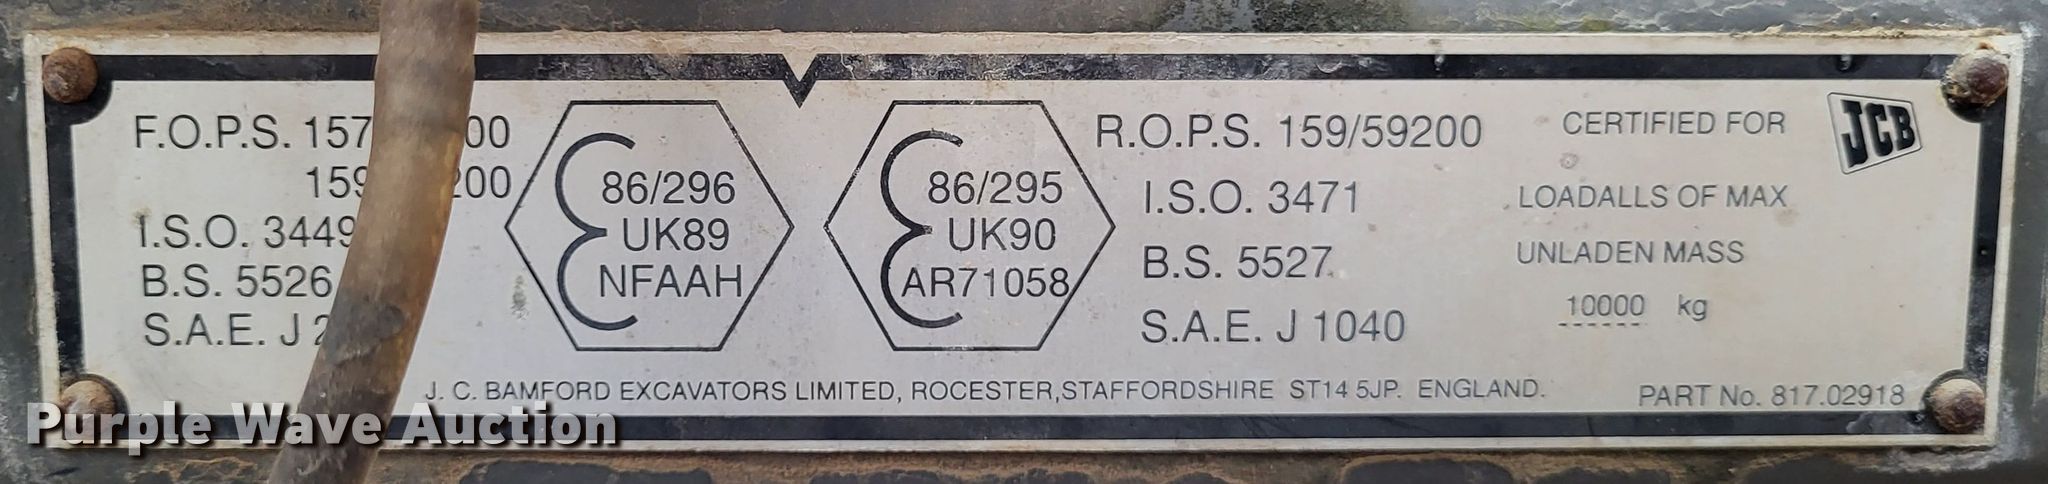 F.O.P.S.
I.S.O. 3449
B.S. 5526
S.A.E. J
86/296
UK89
NFAAH
86/295
UK90
AR71058
R.O.P.S. 159/59200
I.S.O. 3471
B.S. 5527
S.A.E. J 1040
CERTIFIED FOR
LOADALLS OF MAX
UNLADEN MASS
10000 kg
JCB
J. C. BAMFORD EXCAVATORS LIMITED, ROCESTER,STAFFORDSHIRE ST14 5JP. ENGLAND.
PART No. 817.02918
Purple Wave Auction